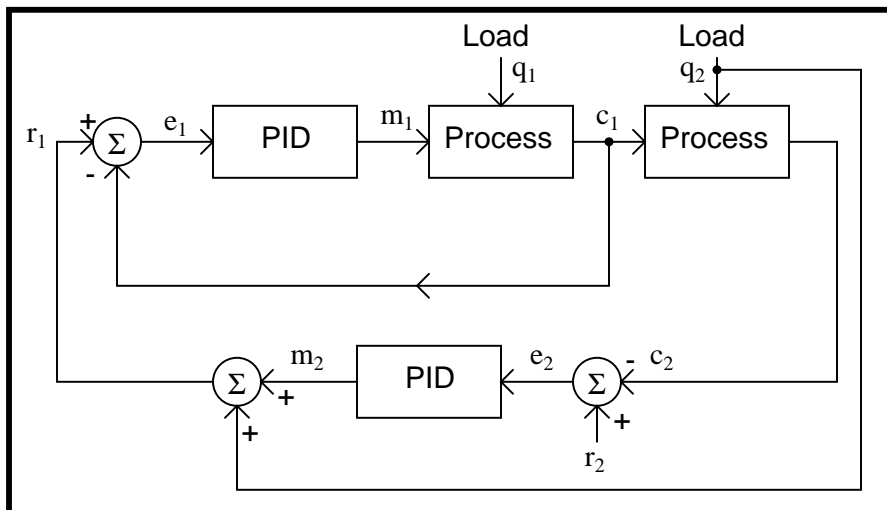 Load
Load
q1
q2
+
r1
Σ
e1
PID
m1
Process
c1
Process
-
m2
PID
e2
-
c2
Σ
+
Σ
+
+
r2